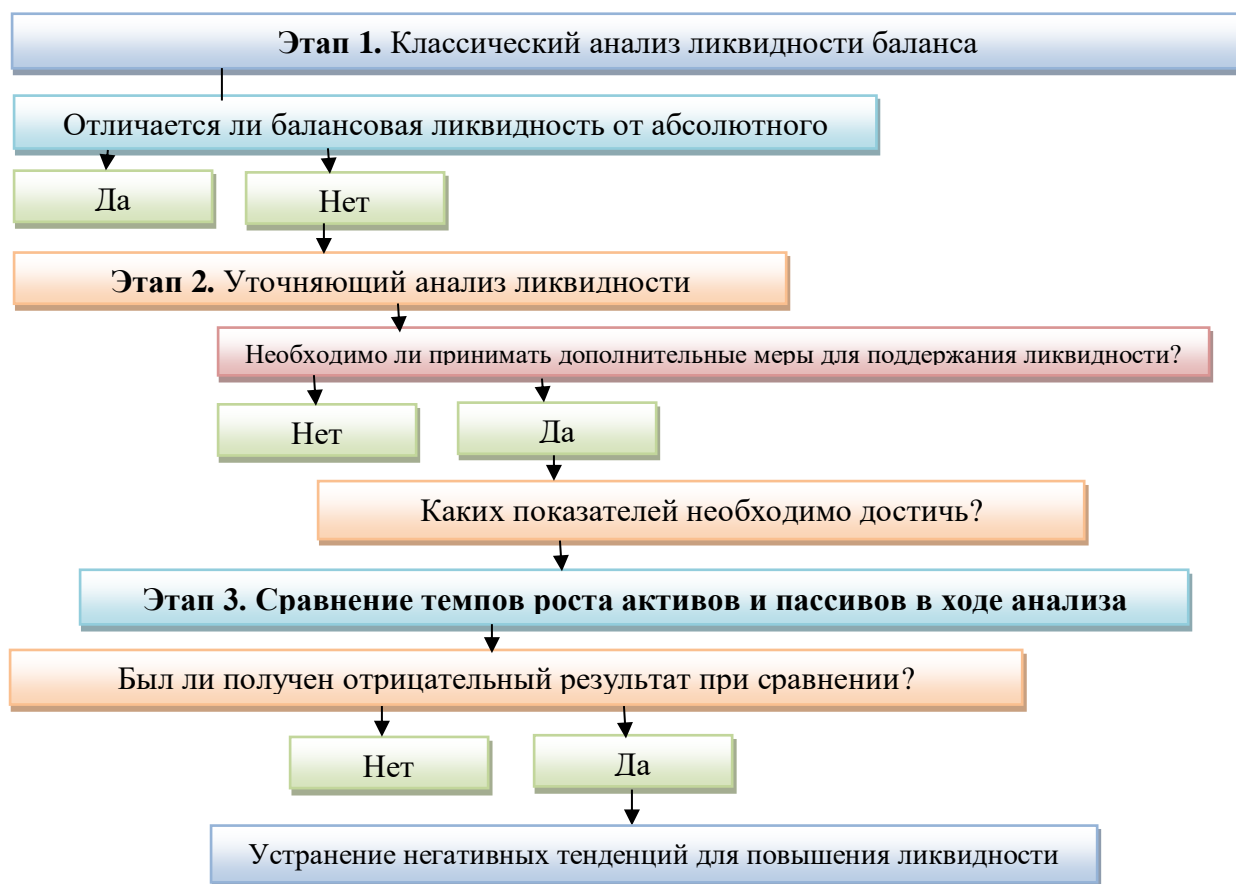 Этап 1. Классический анализ ликвидности баланса
Отличается ли балансовая ликвидность от абсолютного
Да
Нет
Этап 2. Уточняющий анализ ликвидности
Необходимо ли принимать дополнительные меры для поддержания ликвидности?
Нет
Да
Каких показателей необходимо достичь?
Этап 3. Сравнение темпов роста активов и пассивов в ходе анализа
Был ли получен отрицательный результат при сравнении?
Нет
Да
Устранение негативных тенденций для повышения ликвидности